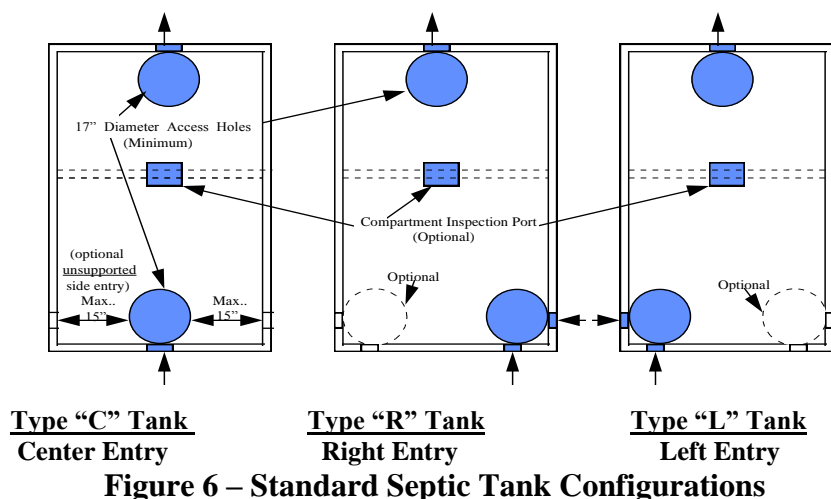 17” Diameter Access Holes
(Minimum)
Compartment Inspection Port
(Optional)
(optional
unsupported
side entry)
Max..
15”
Max..
15”
Optional
Optional
Type “C” Tank
Center Entry
Type “R” Tank
Right Entry
Type “L” Tank
Left Entry
Figure 6 – Standard Septic Tank Configurations